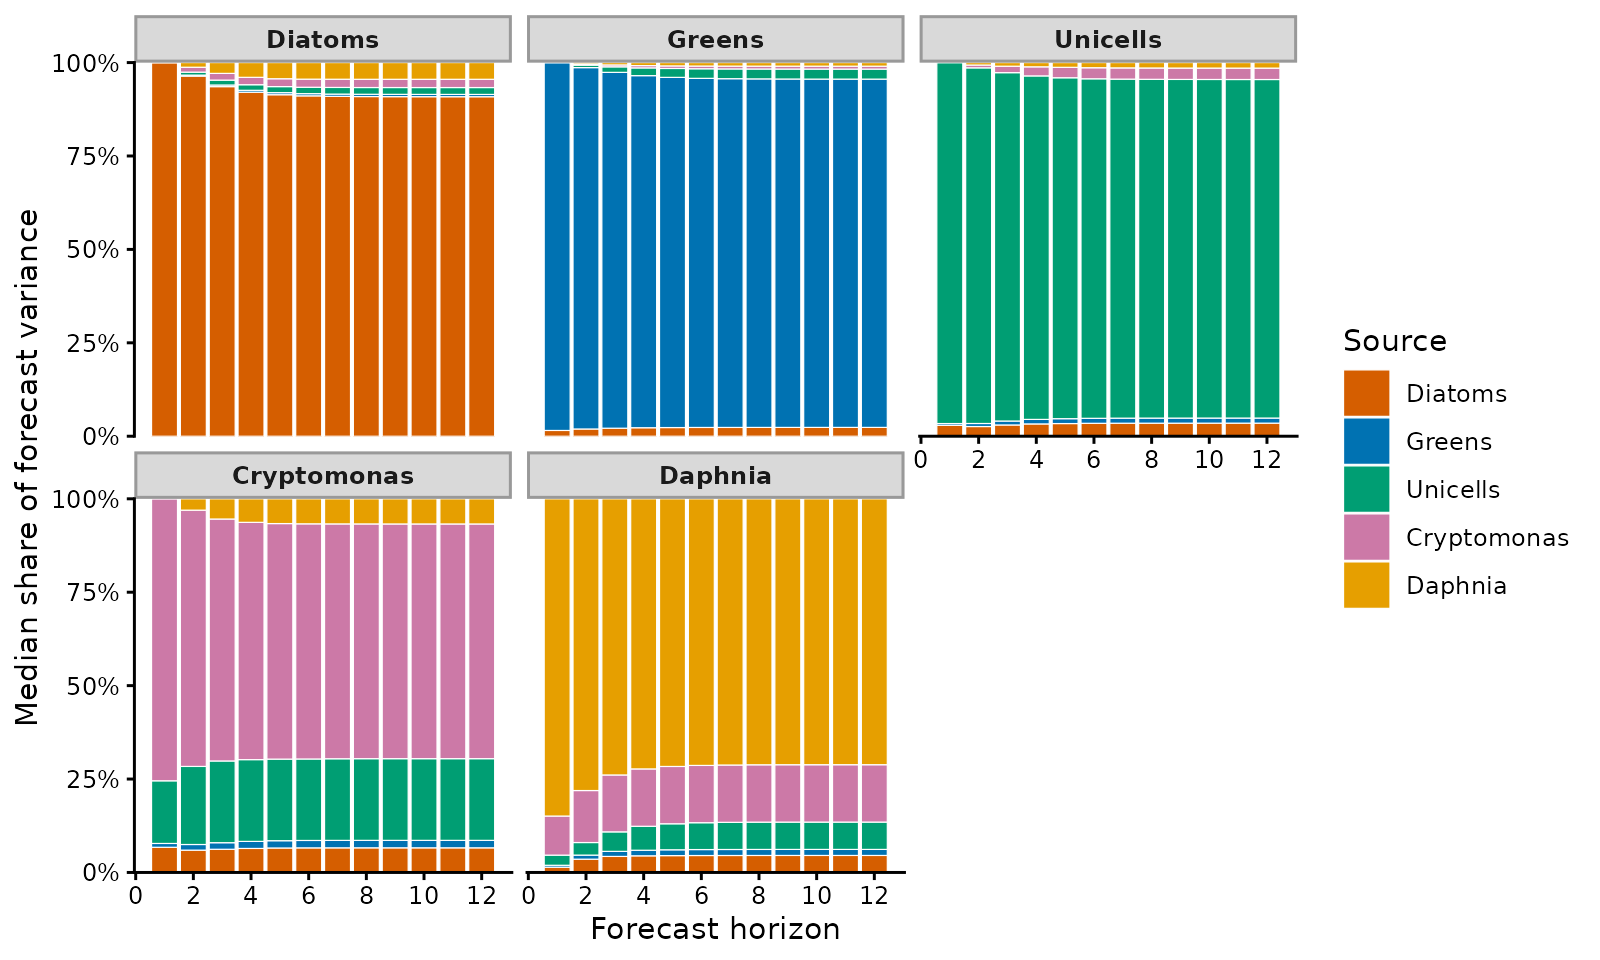 Diatoms
Greens
Unicells
100%
75%
50%
25%
0%
0 2 4 6 8 10 12
Cryptomonas
Daphnia
100%
75%
50%
25%
0%
0 2 4 6 8 10 12
0 2 4 6 8 10 12
Forecast horizon
Median share of forecast variance
Source
Diatoms
Greens
Unicells
Cryptomonas
Daphnia